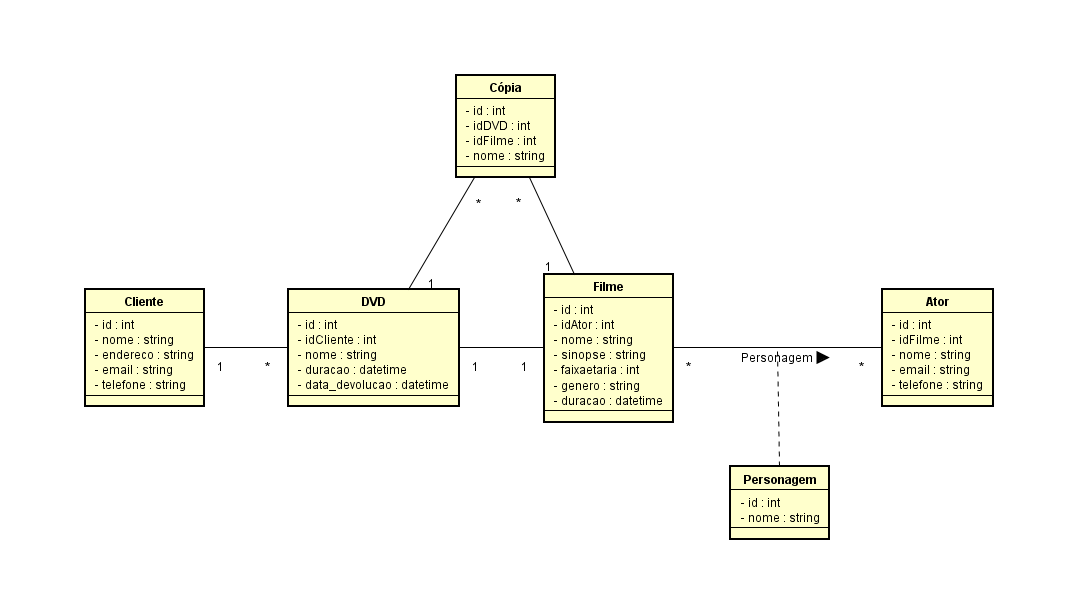 Cópia
- id : int
- idDVD : int
- idFilme : int
- nome : string
*
*
1
1
Cliente
- id : int
- nome : string
- endereco : string
- email : string
- telefone : string
1
*
DVD
- id : int
- idCliente : int
- nome : string
- duracao : datetime
- data_devolucao : datetime
1
1
Filme
- id : int
- idAtor : int
- nome : string
- sinopse : string
- faixaetaria : int
- genero : string
- duracao : datetime
*
Personagem
*
Ator
- id : int
- idFilme : int
- nome : string
- email : string
- telefone : string
Personagem
- id : int
- nome : string